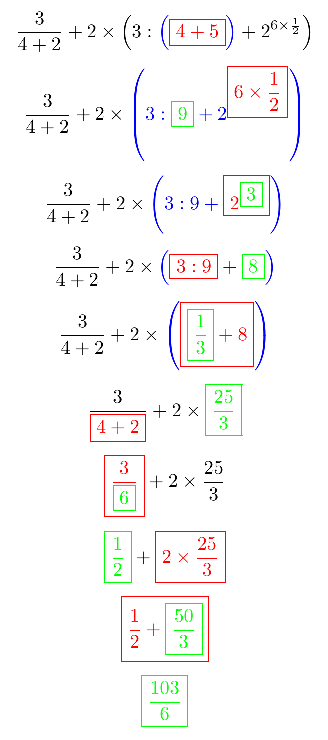 \frac{3}{4+2} + 2 \times \left( 3 : \left( 4 + 5 \right) + 2^{6 \times \frac{1}{2}} \right)
\frac{3}{4+2} + 2 \times \left( 3 : 9 + 2^{6 \times \frac{1}{2}} \right)
\frac{3}{4+2} + 2 \times \left( 3 : 9 + 2^{3} \right)
\frac{3}{4+2} + 2 \times \left( 3 : 9 + 8 \right)
\frac{3}{4+2} + 2 \times \left( \frac{1}{3} + 8 \right)
\frac{3}{4+2} + 2 \times \frac{25}{3}
\frac{3}{6} + 2 \times \frac{25}{3}
\frac{1}{2} + 2 \times \frac{25}{3}
\frac{1}{2} + \frac{50}{3}
\frac{103}{6}